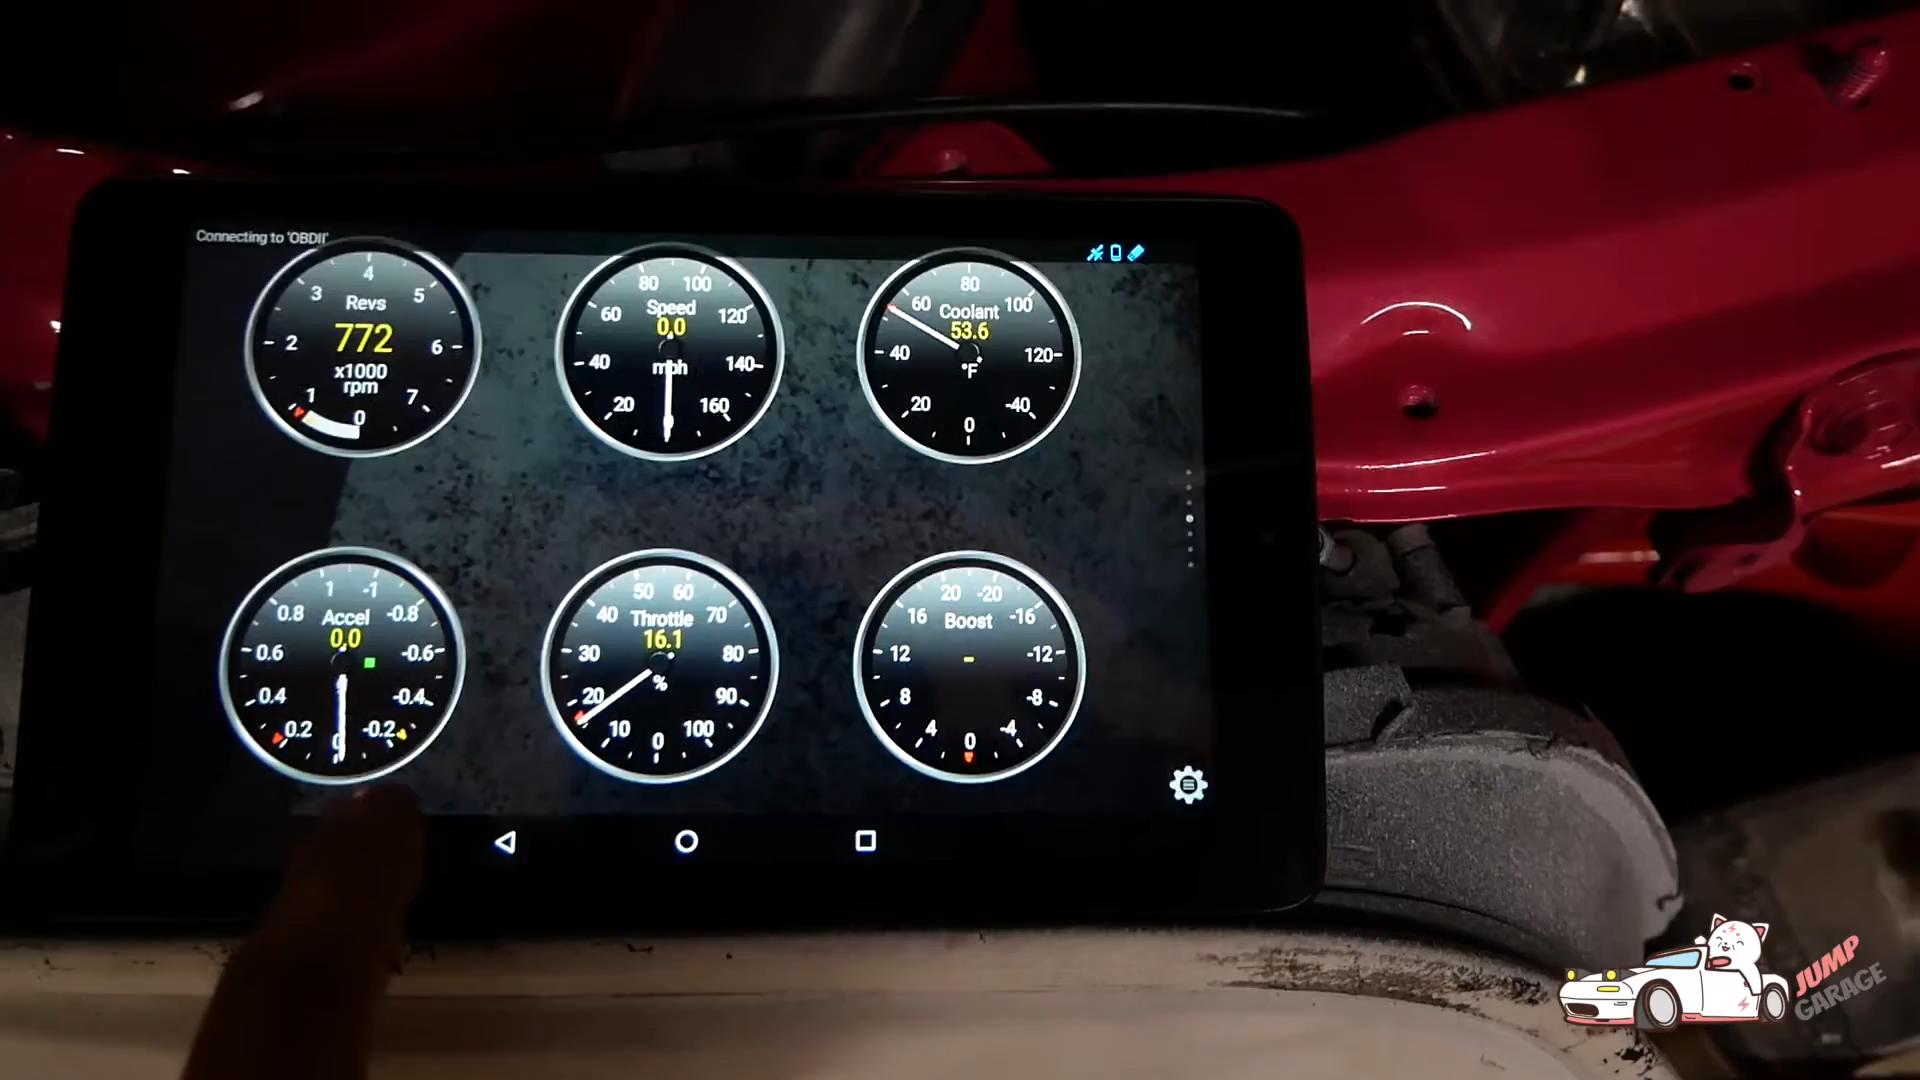 Connecting to 'OBDII'
4
3 5
Revs
772
2 6
x1000
rpm
1 7
0
80 100
Speed
60 120
0.0
40 mph 140
20 160
0
80
60 100
Coolant
53.6
40 120
°F
20 -40
0
1 -1
0.8 -0.8
Accel
0.0
0.6 -0.6
0.4 -0.4
0.2 -0.2
0
50 60
40 70
Throttle
16.1
30 80
%
20 90
10 100
0
20 -20
16 -16
Boost
12 - -12
8 -8
4 -4
0
JUMP
GARAGE